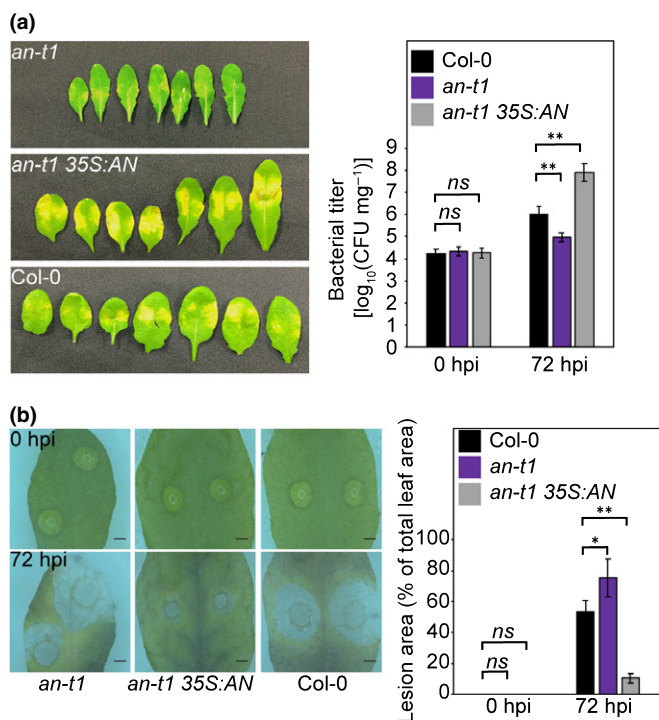 (a)
an-t1
an-t1 35S:AN
Col-0
Col-0
an-t1
an-t1 35S:AN
Bacterial titer
[log10(CFU mg−1)]
9
8
7
6
5
4
3
2
1
0
ns
ns
**
**
0 hpi
72 hpi
(b)
0 hpi
72 hpi
an-t1
an-t1 35S:AN
Col-0
Col-0
an-t1
an-t1 35S:AN
Lesion area (% of total leaf area)
100
80
60
40
20
0
ns
ns
**
*
0 hpi
72 hpi